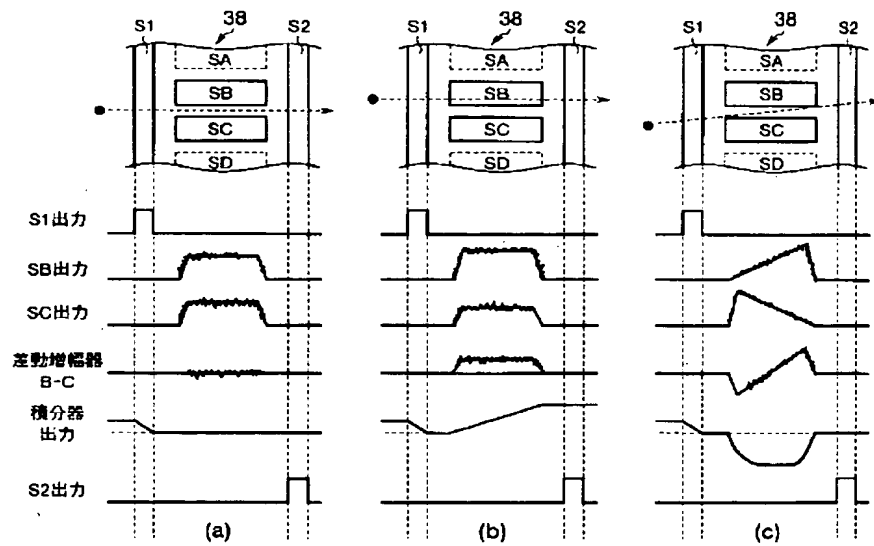 S1 38 S2
SA
SB
SC
SD
S1 38 S2
SA
SB
SC
SD
S1 38 S2
SA
SB
SC
SD
S1出力
SB出力
SC出力
差動増幅器
B-C
積分器
出力
S2出力
(a) (b) (c)